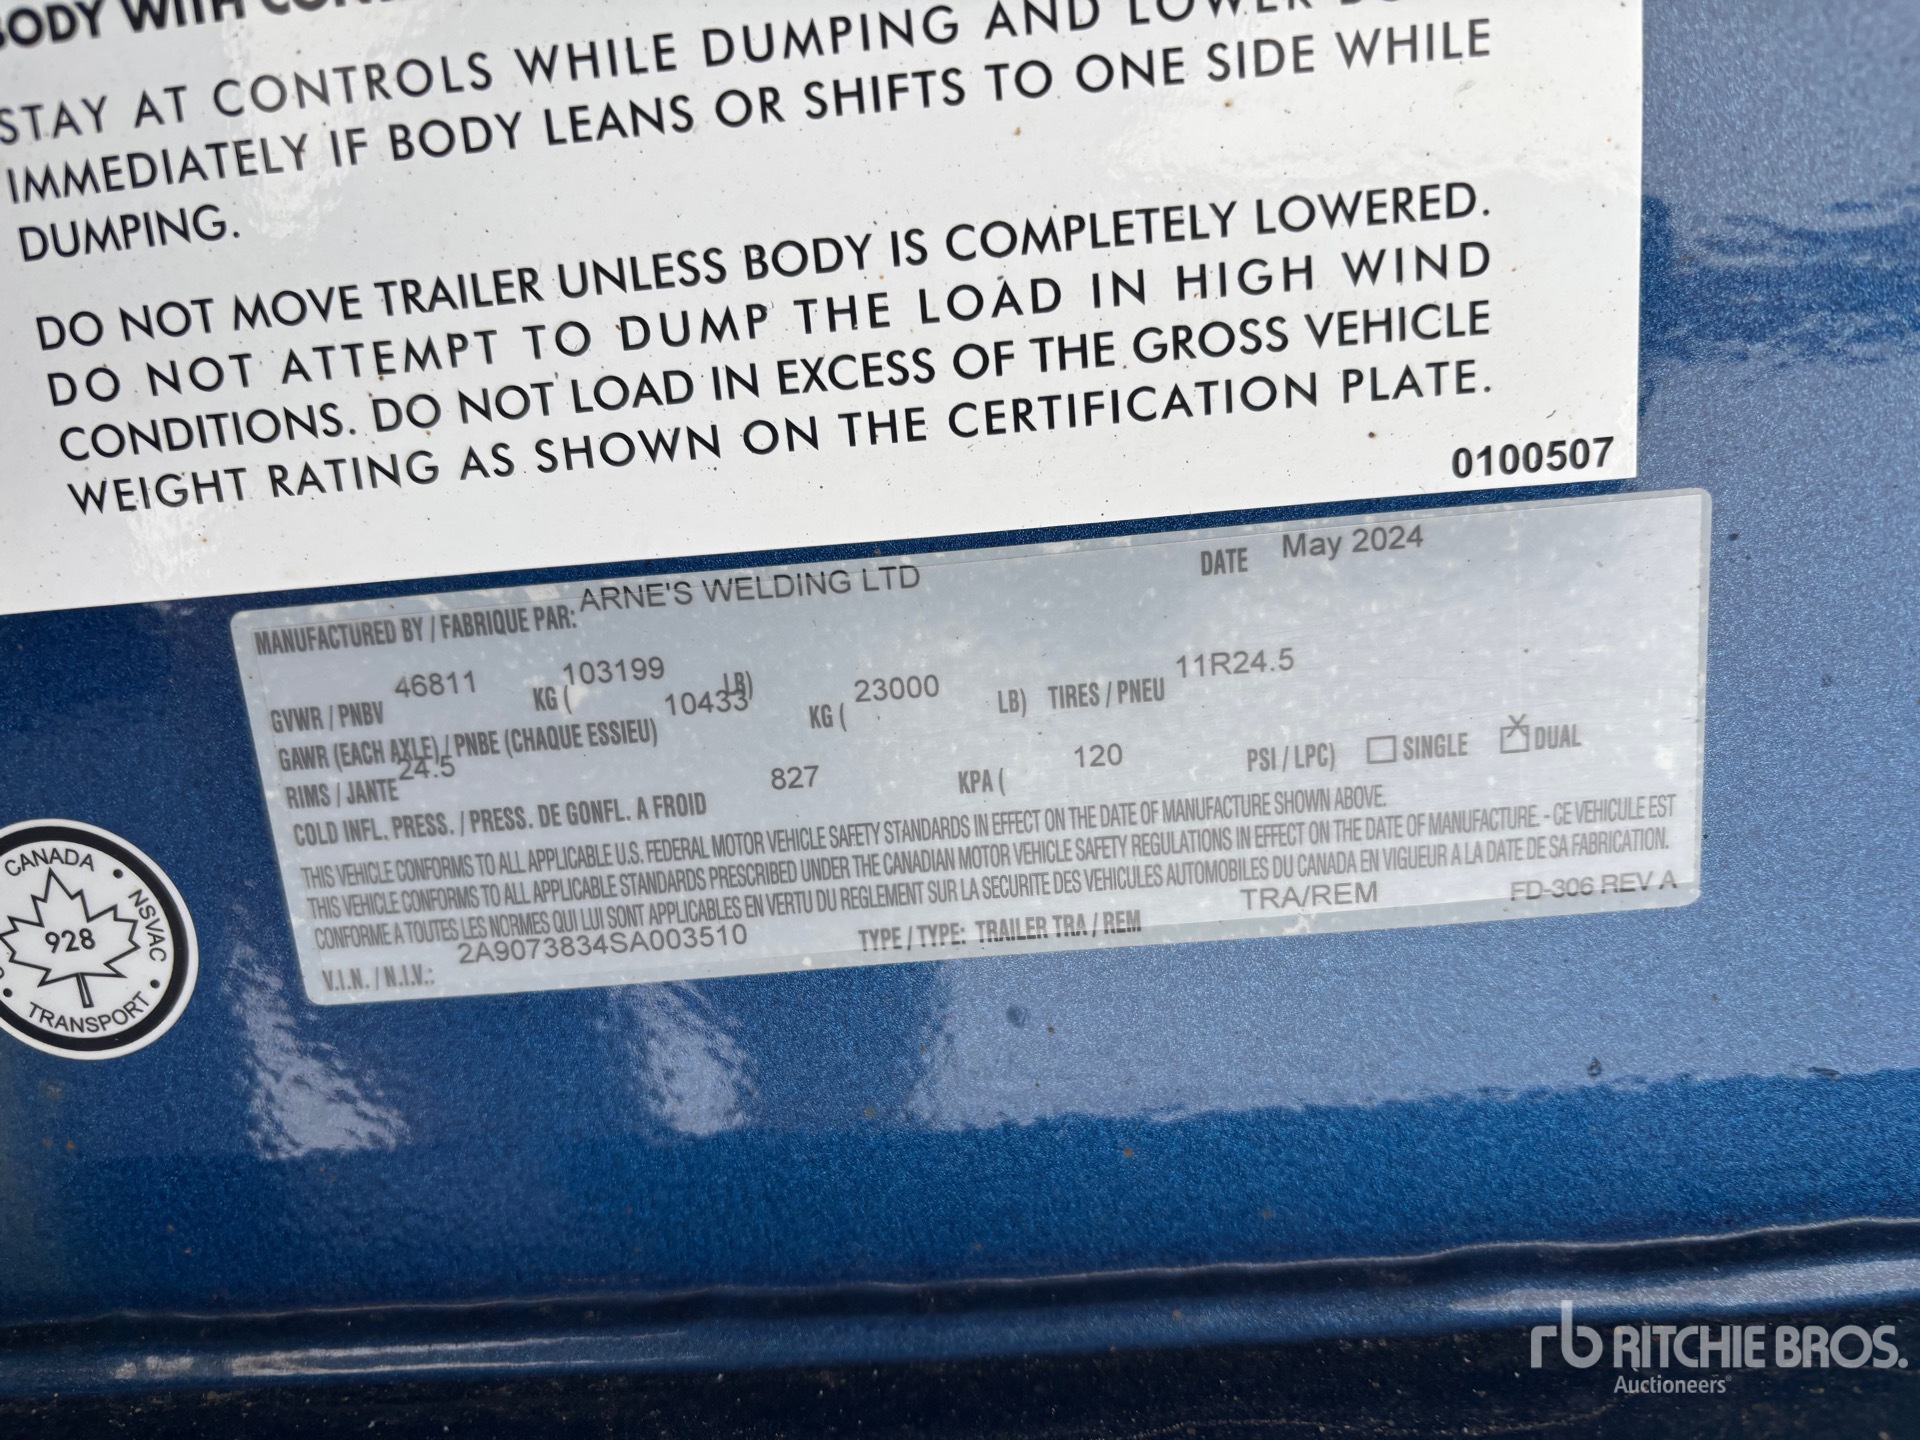 BODY WITH
STAY AT CONTROLS WHILE DUMPING AND LOWER
IMMEDIATELY IF BODY LEANS OR SHIFTS TO ONE SIDE WHILE
DUMPING.
DO NOT MOVE TRAILER UNLESS BODY IS COMPLETELY LOWERED.
DO NOT ATTEMPT TO DUMP THE LOAD IN HIGH WIND
CONDITIONS. DO NOT LOAD IN EXCESS OF THE GROSS VEHICLE
WEIGHT RATING AS SHOWN ON THE CERTIFICATION PLATE.
0100507
MANUFACTURED BY / FABRIQUE PAR: ARNE'S WELDING LTD DATE May 2024
GVWR / PNBV 46811 KG ( 103199 LB)
GAWR (EACH AXLE) / PNBE (CHAQUE ESSIEU) 10433 KG ( 23000 LB) TIRES / PNEU 11R24.5
RIMS / JANTE 24.5
COLD INFL. PRESS. / PRESS. DE GONFL. A FROID 827 KPA ( 120 PSI / LPC) SINGLE X DUAL
THIS VEHICLE CONFORMS TO ALL APPLICABLE U.S. FEDERAL MOTOR VEHICLE SAFETY STANDARDS IN EFFECT ON THE DATE OF MANUFACTURE SHOWN ABOVE.
THIS VEHICLE CONFORMS TO ALL APPLICABLE STANDARDS PRESCRIBED UNDER THE CANADIAN MOTOR VEHICLE SAFETY REGULATIONS IN EFFECT ON THE DATE OF MANUFACTURE. - CE VEHICULE EST
CONFORME A TOUTES LES NORMES QUI LUI SONT APPLICABLES EN VERTU DU REGLEMENT SUR LA SECURITE DES VEHICULES AUTOMOBILES DU CANADA EN VIGUEUR A LA DATE DE SA FABRICATION.
V.I.N. / N.I.V.: 2A9073834SA003510 TYPE / TYPE: TRAILER TRA / REM TRA/REM FD-306 REV A
CANADA
NSVAC
928
TRANSPORT
rb RITCHIE BROS.
Auctioneers